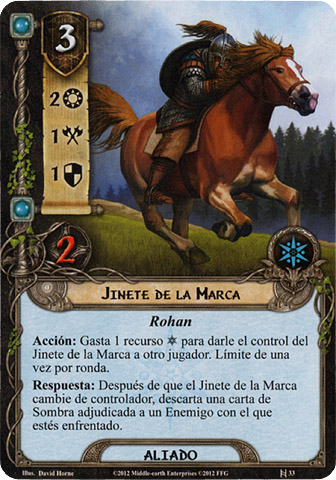 3
2
1
1
2
Jinete de la Marca
Rohan
Acción: Gasta 1 recurso para darle el control del
Jinete de la Marca a otro jugador. Límite de una
vez por ronda.
Respuesta: Después de que el Jinete de la Marca
cambie de controlador, descarta una carta de
Sombra adjudicada a un Enemigo con el que
estés enfrentado.
ALIADO
Illus. David Horne
©2012 Middle-earth Enterprises ©2012 FFG
33